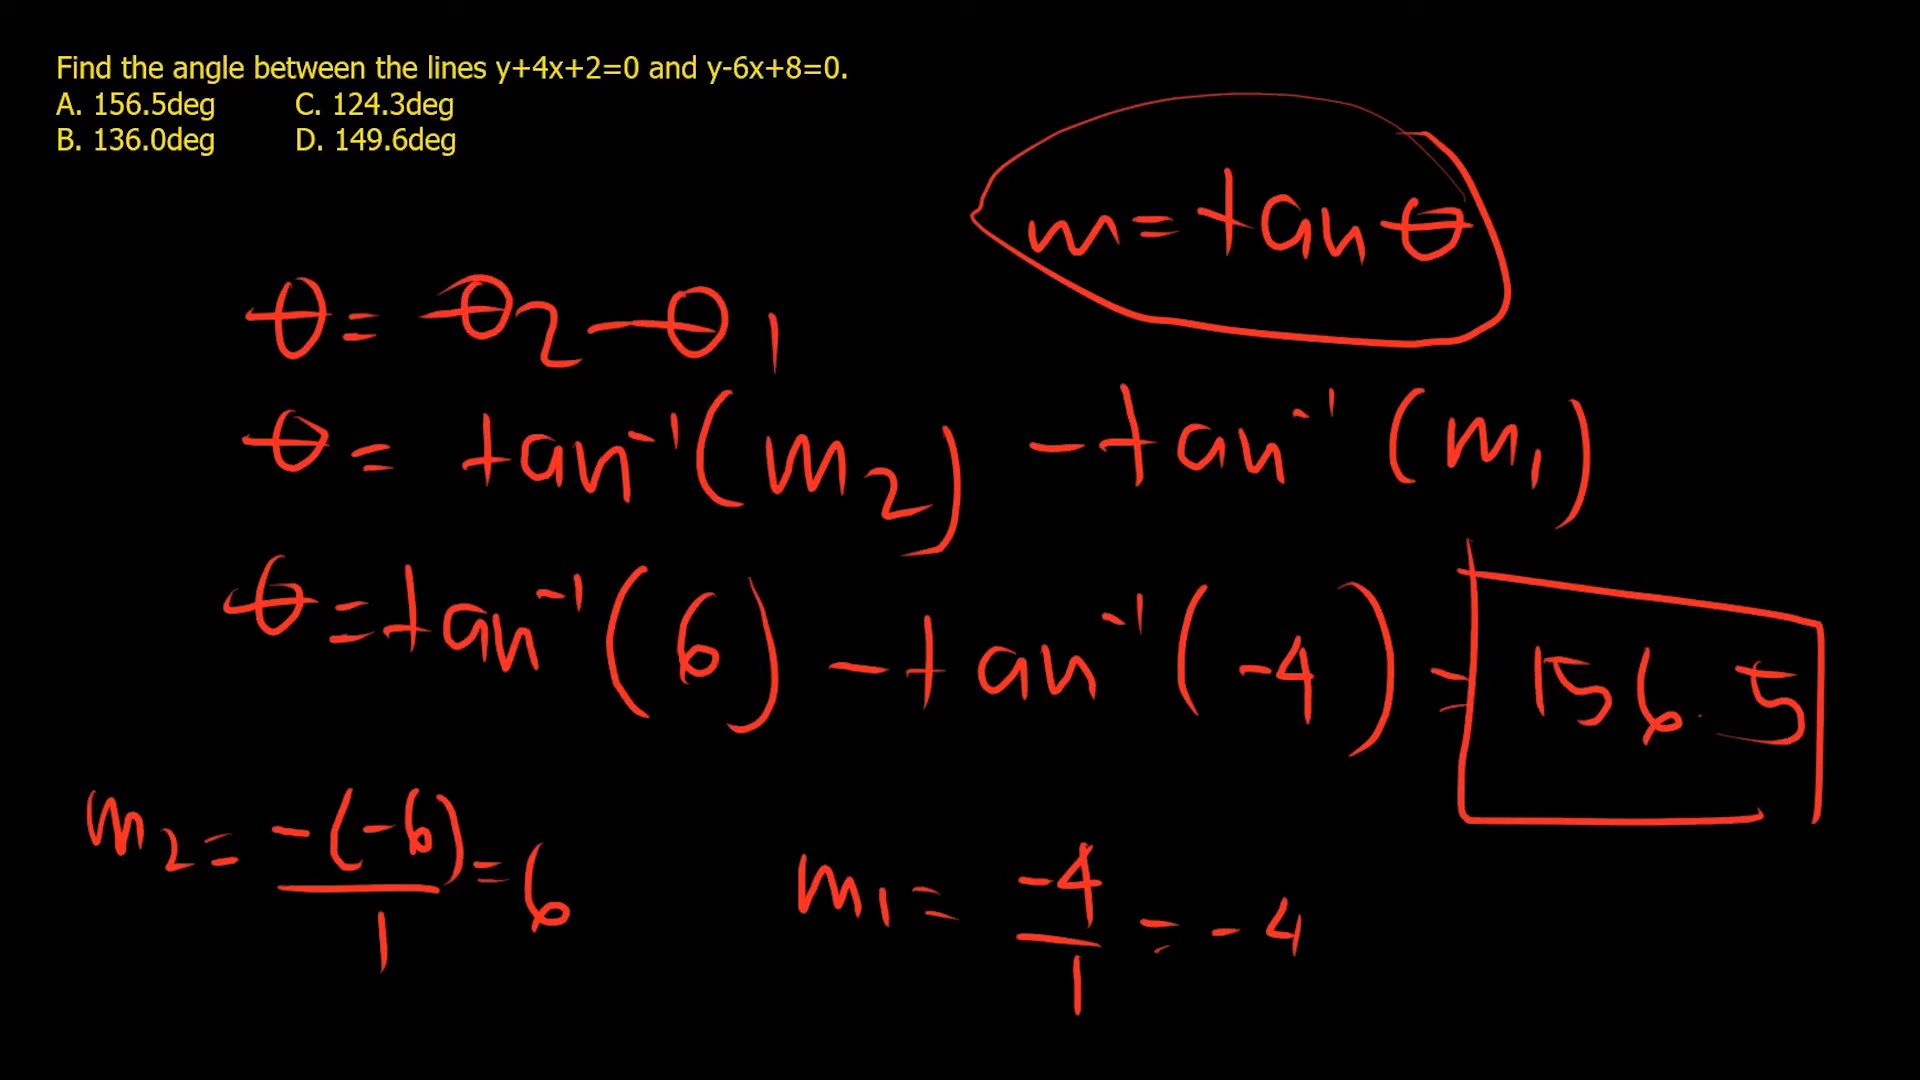 Find the angle between the lines y+4x+2=0 and y-6x+8=0.
A. 156.5deg C. 124.3deg
B. 136.0deg D. 149.6deg
m = tan θ
θ = θ2 - θ1
θ = tan⁻¹(m2) - tan⁻¹(m1)
θ = tan⁻¹(6) - tan⁻¹(-4) = 156.5
m2 = -(-6)/1 = 6
m1 = -4/1 = -4